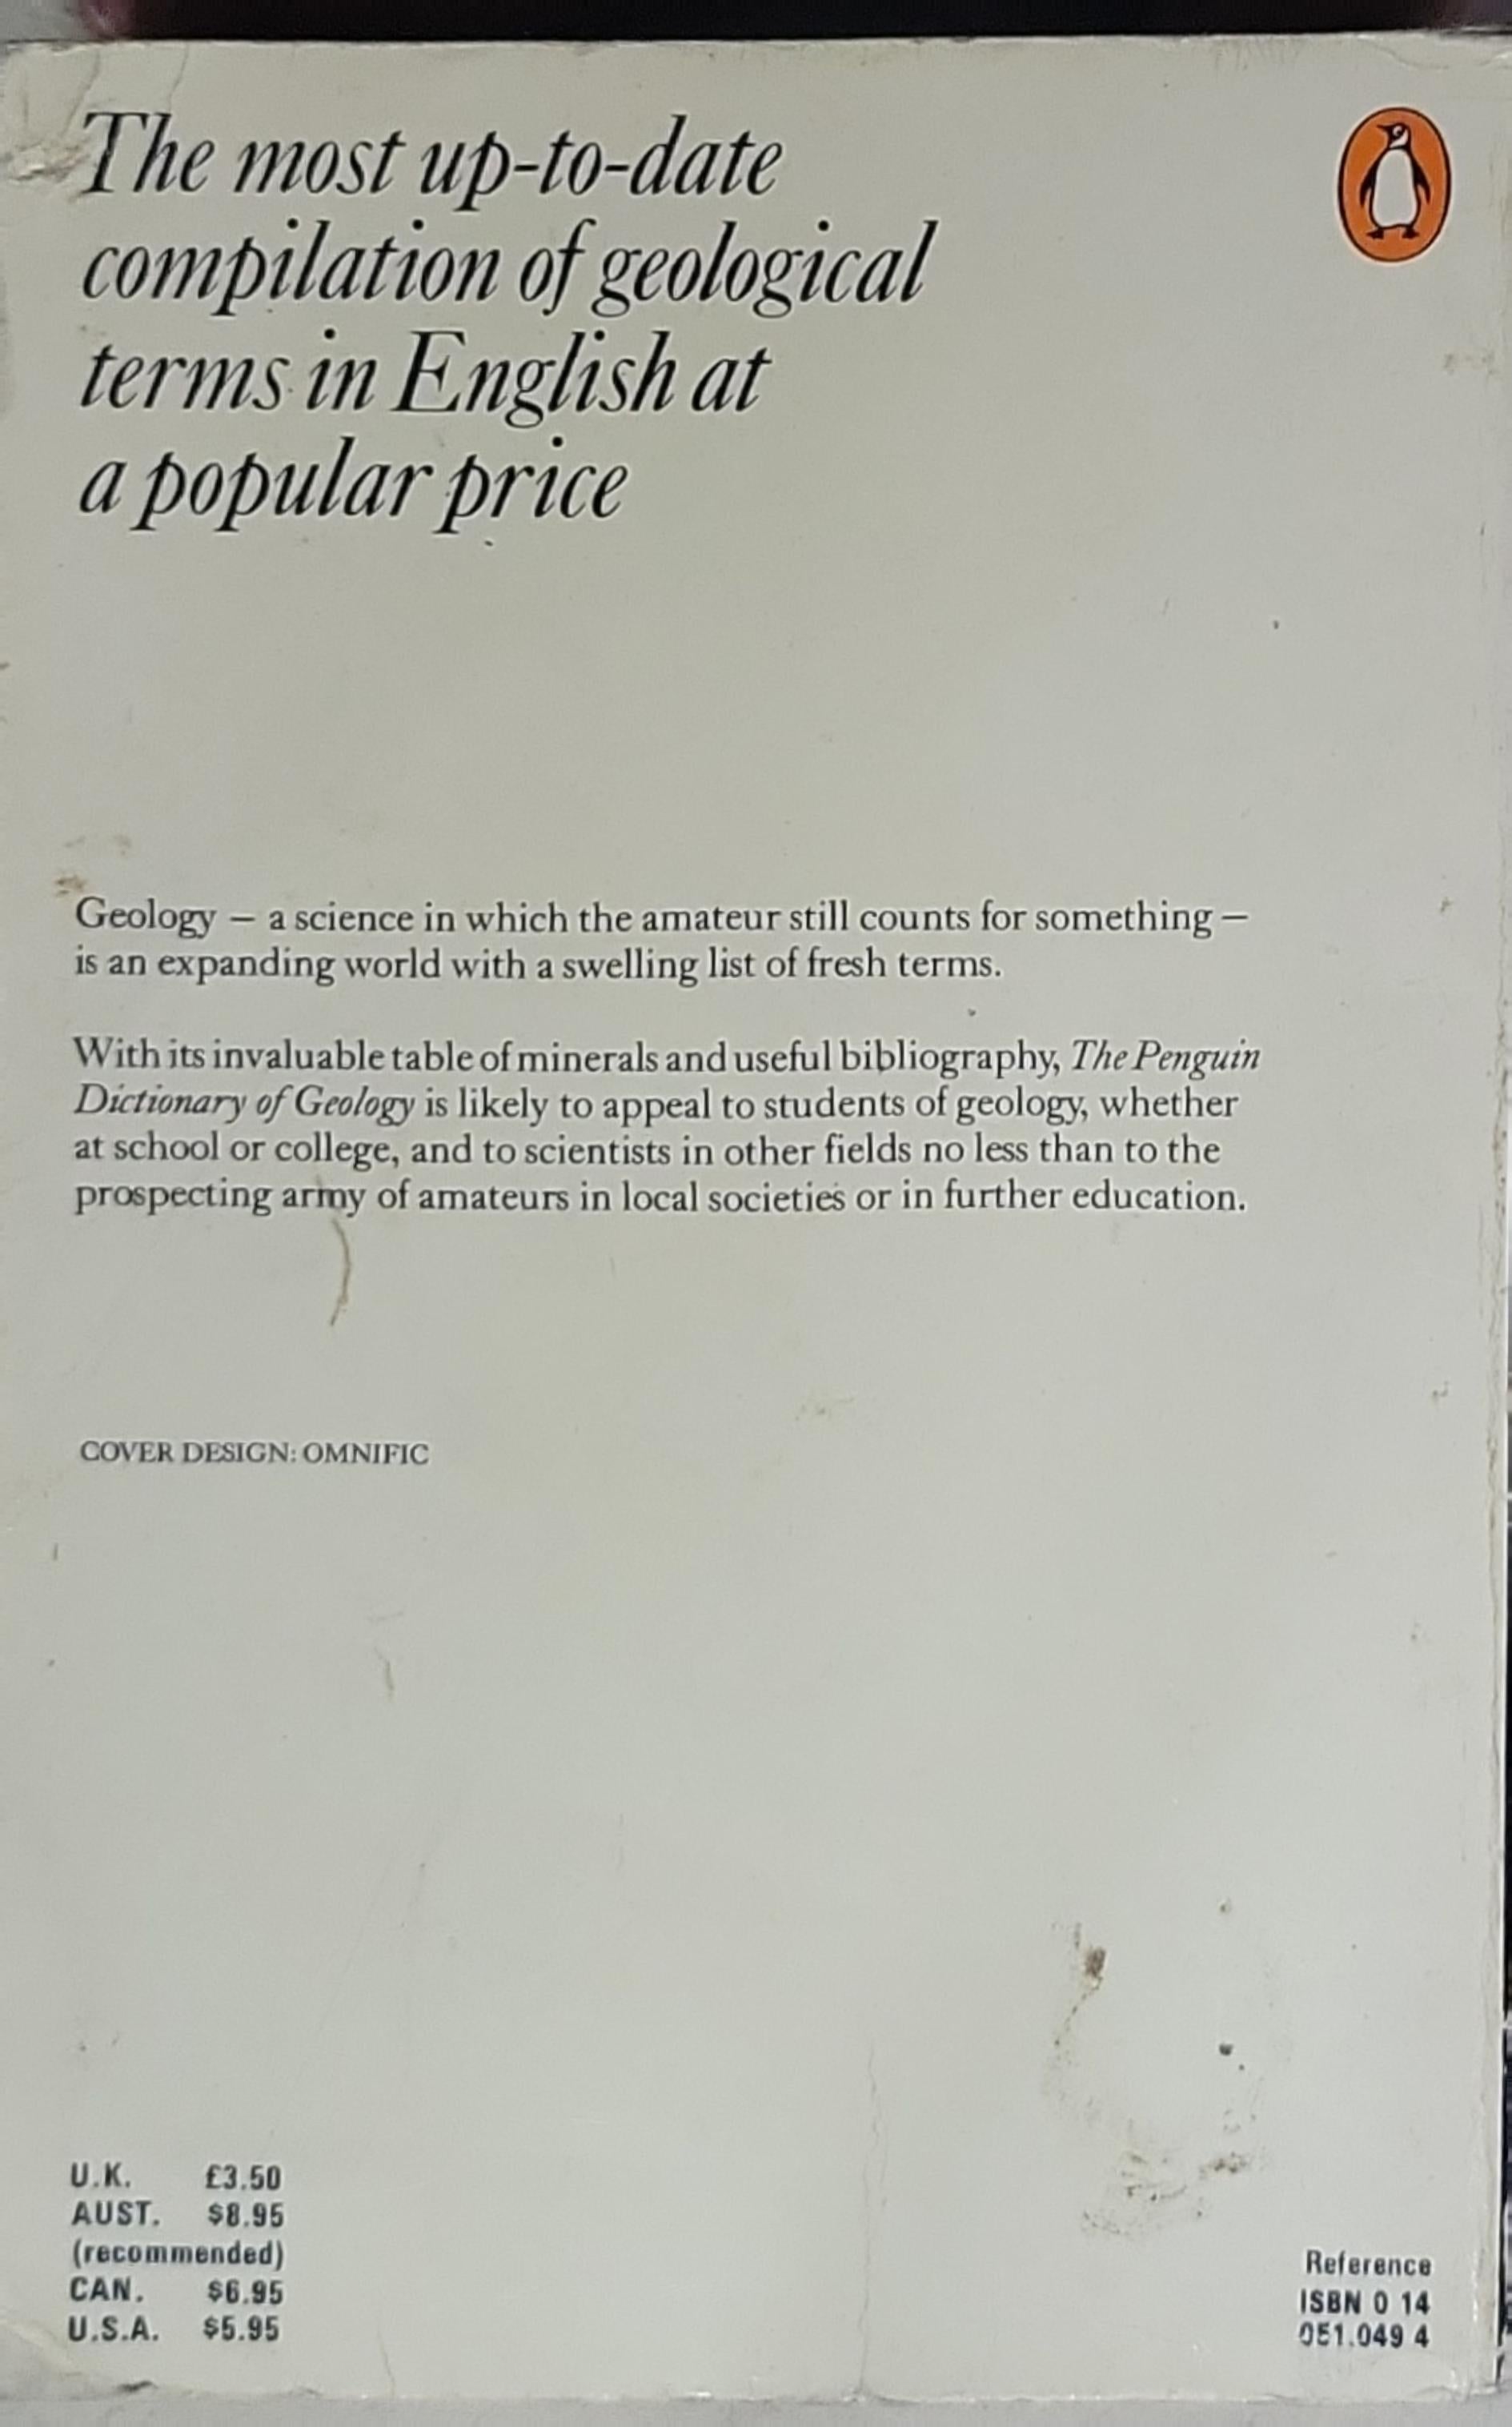 The most up-to-date
compilation of geological
terms in English at
a popular price
Geology – a science in which the amateur still counts for something –
is an expanding world with a swelling list of fresh terms.
With its invaluable table of minerals and useful bibliography, The Penguin
Dictionary of Geology is likely to appeal to students of geology, whether
at school or college, and to scientists in other fields no less than to the
prospecting army of amateurs in local societies or in further education.
COVER DESIGN: OMNIFIC
U.K. £3.50
AUST. $8.95
(recommended)
CAN. $6.95
U.S.A. $5.95
Reference
ISBN 0 14
051.049 4